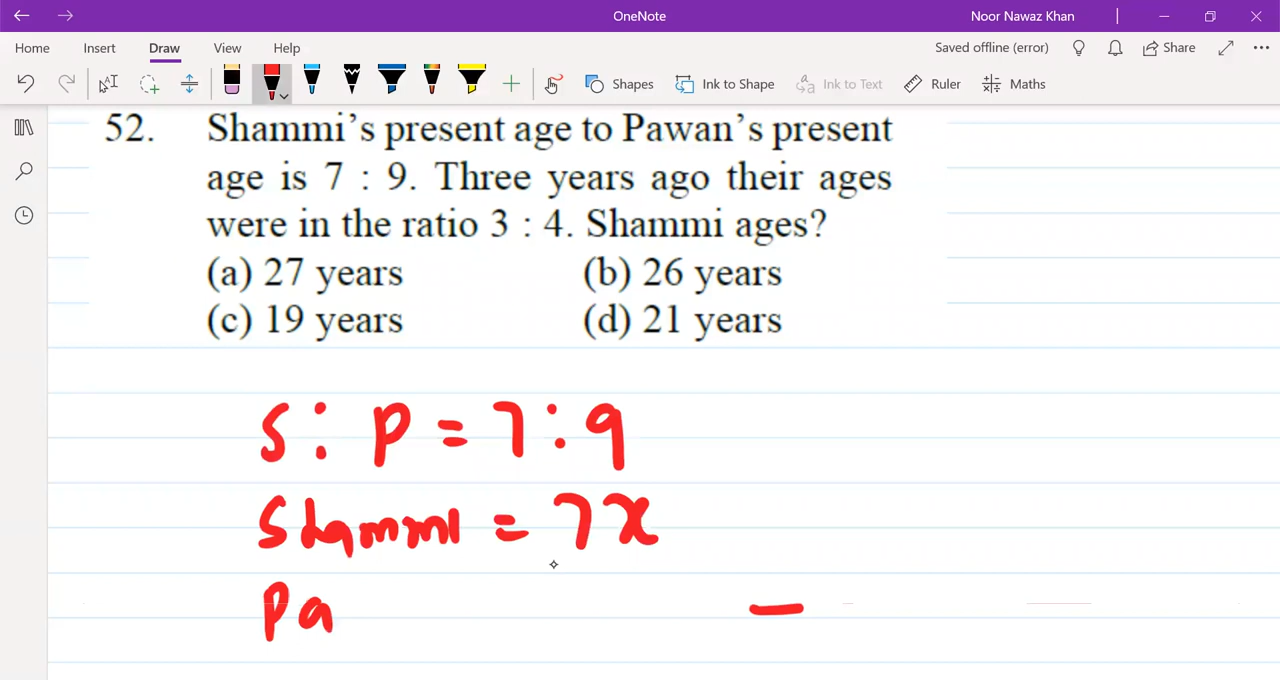 OneNote
Noor Nawaz Khan
Home Insert Draw View Help
Saved offline (error)
Share
Shapes
Ink to Shape
Ink to Text
Ruler
Maths
52. Shammi's present age to Pawan's present
age is 7 : 9. Three years ago their ages
were in the ratio 3 : 4. Shammi ages?
(a) 27 years (b) 26 years
(c) 19 years (d) 21 years
S : P = 7 : 9
Shammi = 7x
Pa